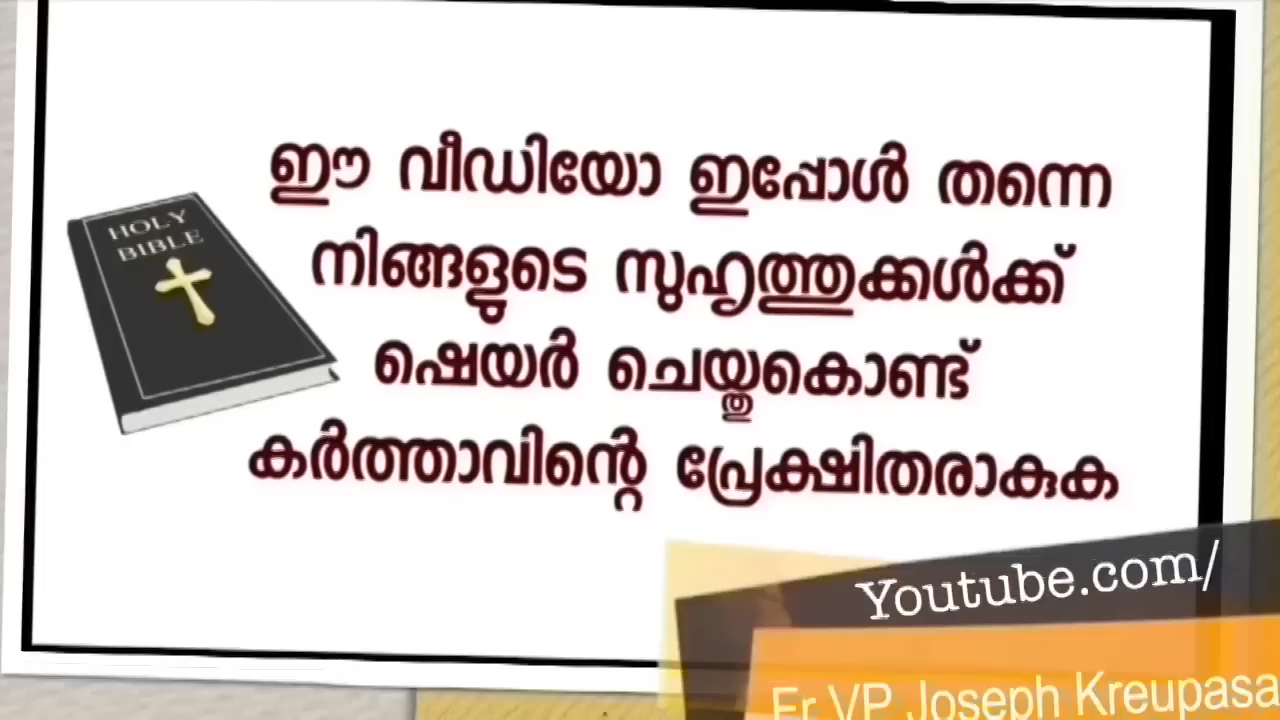 HOLY
BIBLE
ഈ വീഡിയോ ഇപ്പോൾ തന്നെ
നിങ്ങളുടെ സുഹൃത്തുക്കൾക്ക്
ഷെയർ ചെയ്തുകൊണ്ട്
കർത്താവിന്റെ പ്രേക്ഷിതരാകുക
Youtube.com/
Fr VP Joseph Kreupasa